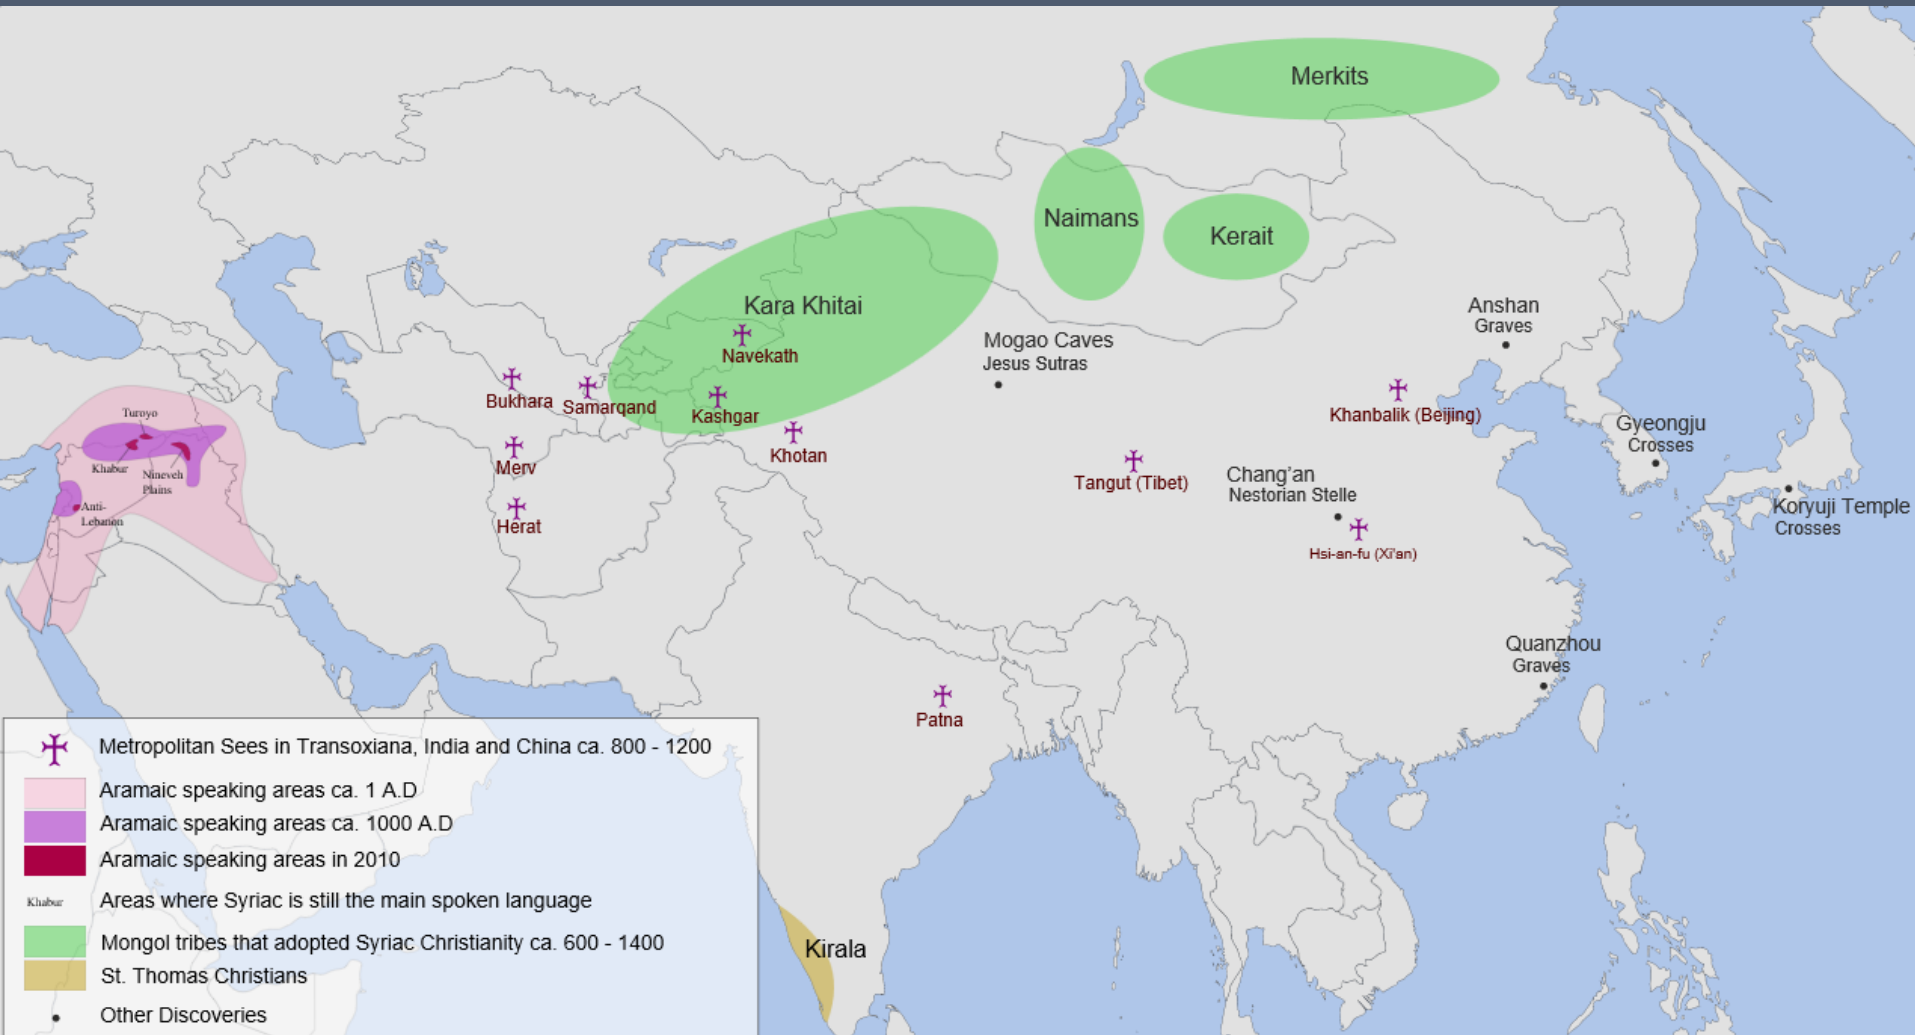 Merkits
Naimans
Kerait
Kara Khitai
Navekath
Kashgar
Bukhara
Samarqand
Merv
Herat
Khotan
Mogao Caves
Jesus Sutras
Tangut (Tibet)
Anshan
Graves
Khanbalik (Beijing)
Gyeongju
Crosses
Chang'an
Nestorian Stelle
Hsi-an-fu (Xi'an)
Koryuji Temple
Crosses
Quanzhou
Graves
Patna
Kirala
Turoyo
Khabur
Nineveh
Plains
Anti-
Lebanon
Metropolitan Sees in Transoxiana, India and China ca. 800 - 1200
Aramaic speaking areas ca. 1 A.D
Aramaic speaking areas ca. 1000 A.D
Aramaic speaking areas in 2010
Khabur Areas where Syriac is still the main spoken language
Mongol tribes that adopted Syriac Christianity ca. 600 - 1400
St. Thomas Christians
Other Discoveries